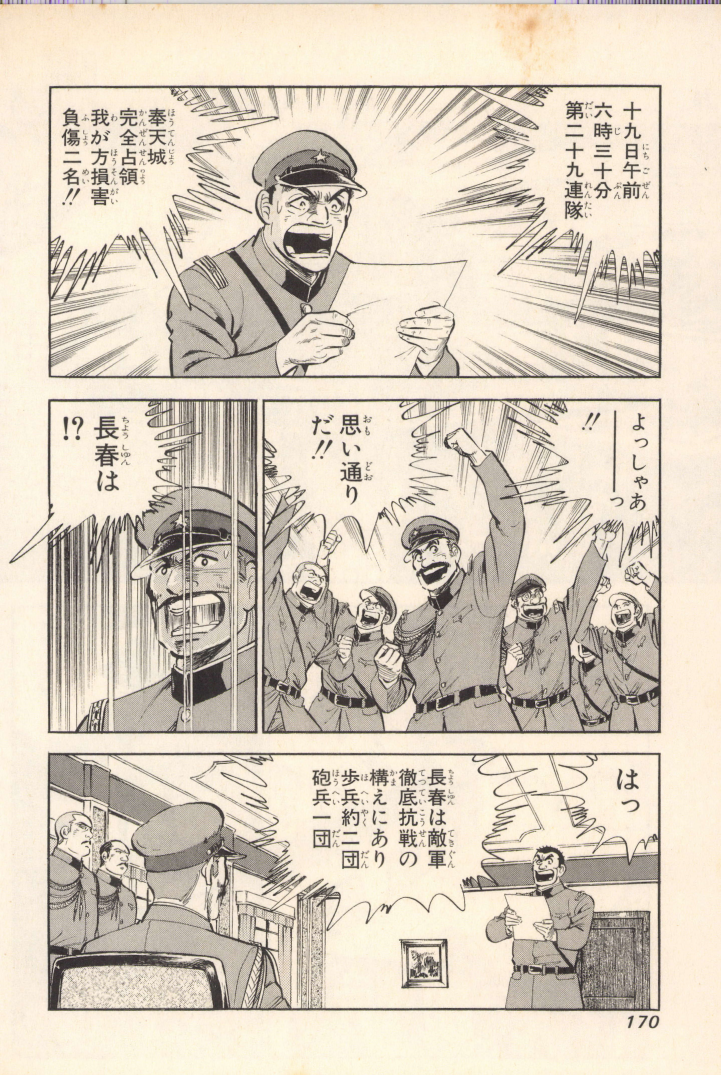 十九日午前
六時三十分
第二十九連隊
奉天城
完全占領
我が方損害
負傷二名!!
よっしゃあ
――っ
!!
思い通り
だ!!
長春は
!?
はっ
長春は敵軍
徹底抗戦の
構えにあり
歩兵約二団
砲兵一団
170